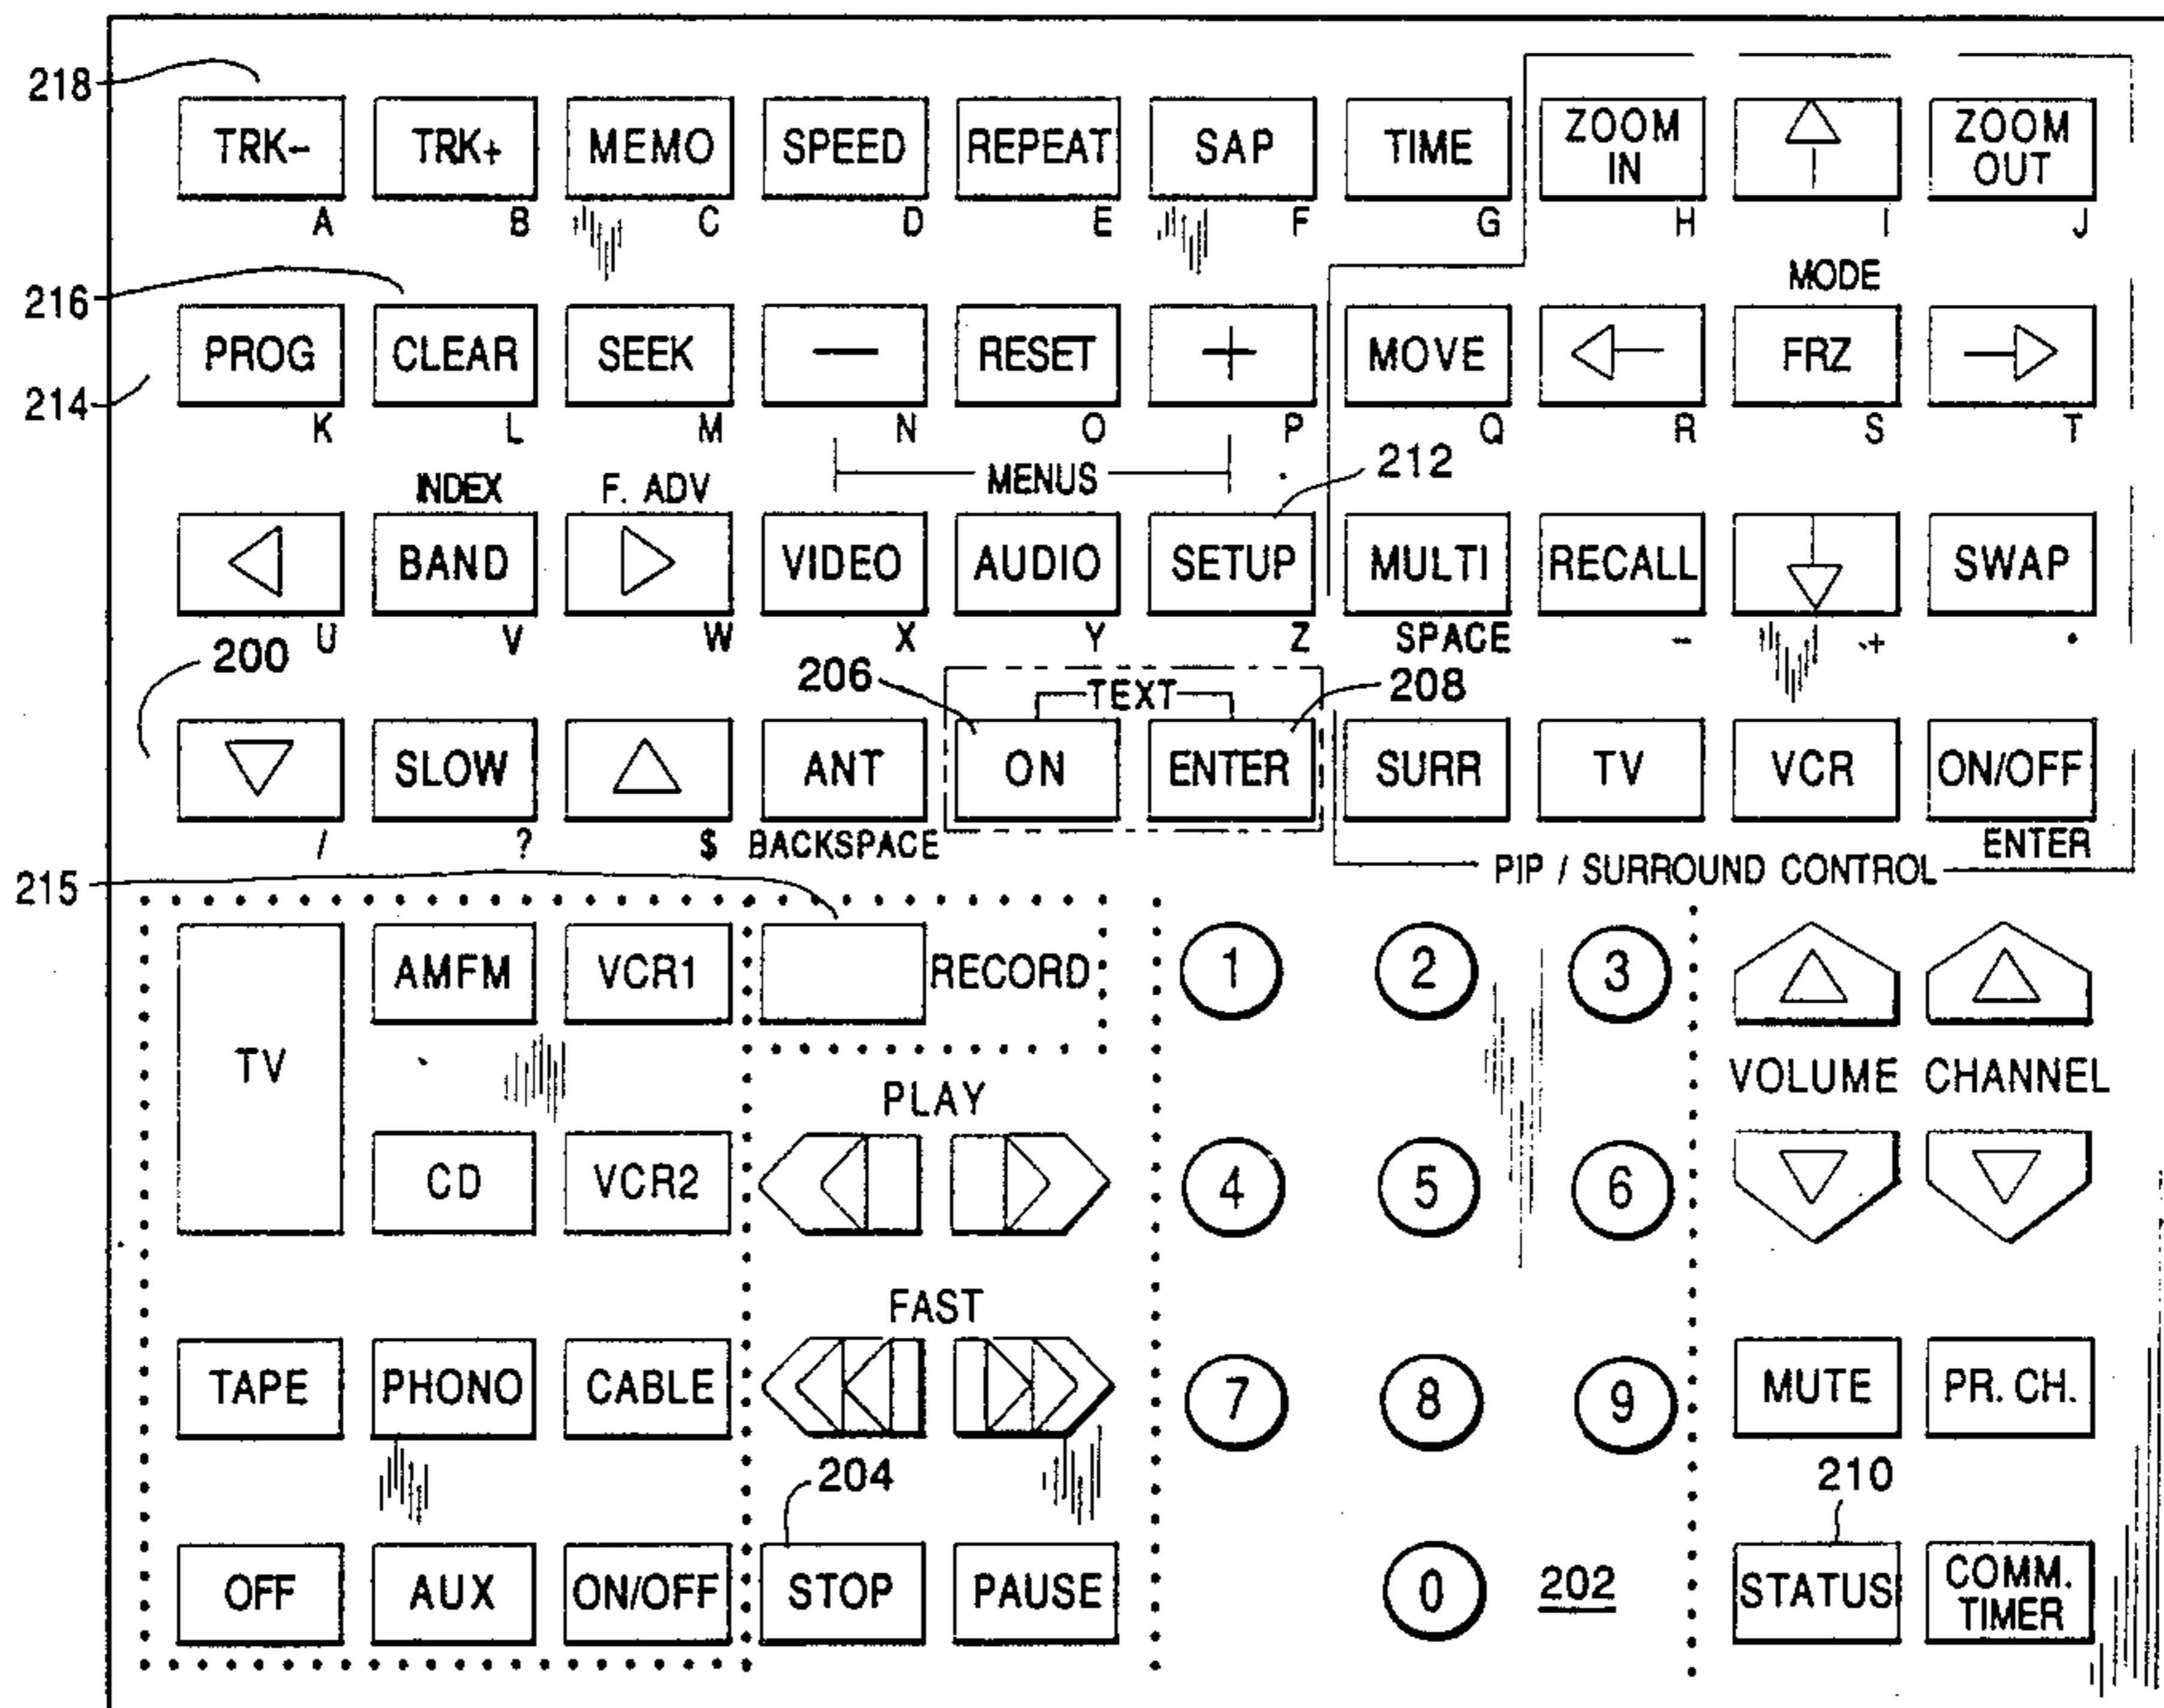 218
TRK- TRK+ MEMO SPEED REPEAT SAP TIME ZOOM IN ZOOM OUT
A B C D E F G H I J
216
MODE
PROG CLEAR SEEK — RESET + MOVE FRZ
214
K L M N O P Q R S T
INDEX F. ADV MENUS 212
BAND VIDEO AUDIO SETUP MULTI RECALL SWAP
U V W X Y Z SPACE - + •
200 206 TEXT 208
SLOW ANT ON ENTER SURR TV VCR ON/OFF
/ ? $ BACKSPACE ENTER
PIP / SURROUND CONTROL
215
TV AMFM VCR1 RECORD 1 2 3
VOLUME CHANNEL
PLAY
CD VCR2 4 5 6
FAST
TAPE PHONO CABLE 7 8 9 MUTE PR. CH.
204 210
OFF AUX ON/OFF STOP PAUSE 0 202 STATUS COMM. TIMER